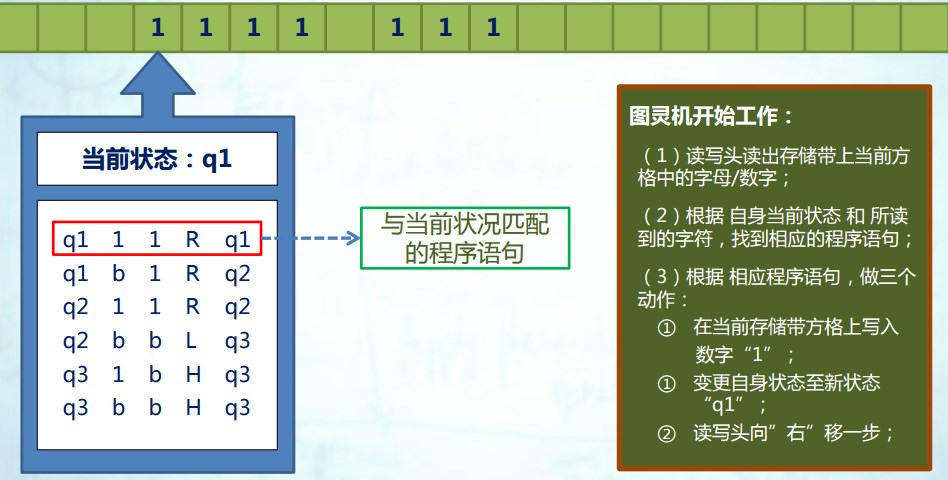 1 1 1 1 1 1 1
当前状态：q1
q1 1 1 R q1
q1 b 1 R q2
q2 1 1 R q2
q2 b b L q3
q3 1 b H q3
q3 b b H q3
与当前状况匹配
的程序语句
图灵机开始工作：
（1）读写头读出存储带上当前方
格中的字母/数字；
（2）根据 自身当前状态 和 所读
到的字符，找到相应的程序语句；
（3）根据 相应程序语句，做三个
动作：
① 在当前存储带方格上写入
数字“1”；
① 变更自身状态至新状态
“q1”；
② 读写头向”右”移一步；